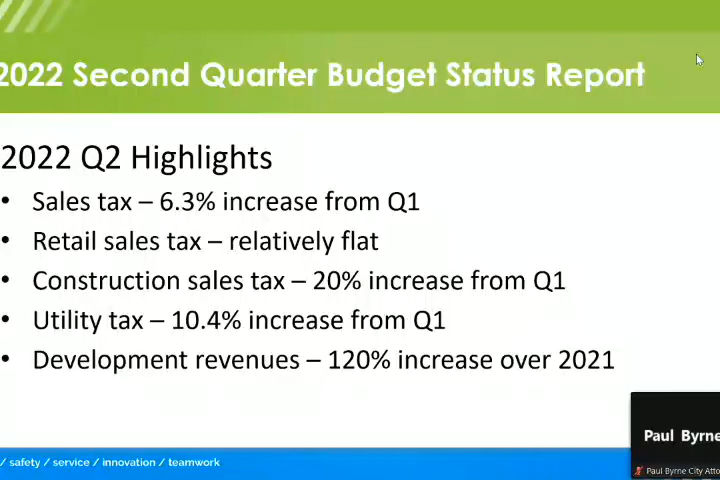 2022 Second Quarter Budget Status Report
2022 Q2 Highlights
• Sales tax – 6.3% increase from Q1
• Retail sales tax – relatively flat
• Construction sales tax – 20% increase from Q1
• Utility tax – 10.4% increase from Q1
• Development revenues – 120% increase over 2021
Paul Byrne
/ safety / service / innovation / teamwork
Paul Byrne City Atto